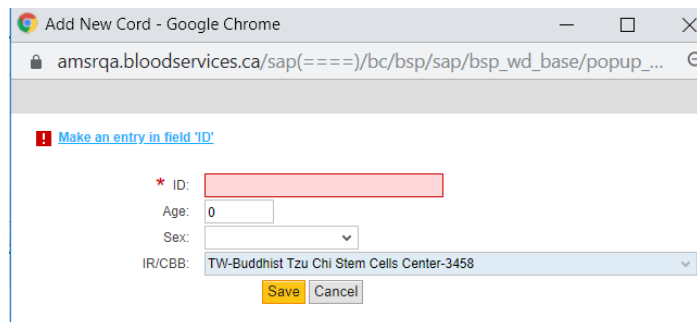 Add New Cord - Google Chrome
amsrqa.bloodservices.ca/sap(====)/bc/bsp/sap/bsp_wd_base/popup_...
! Make an entry in field 'ID'
* ID:
Age: 0
Sex:
IR/CBB: TW-Buddhist Tzu Chi Stem Cells Center-3458
Save Cancel